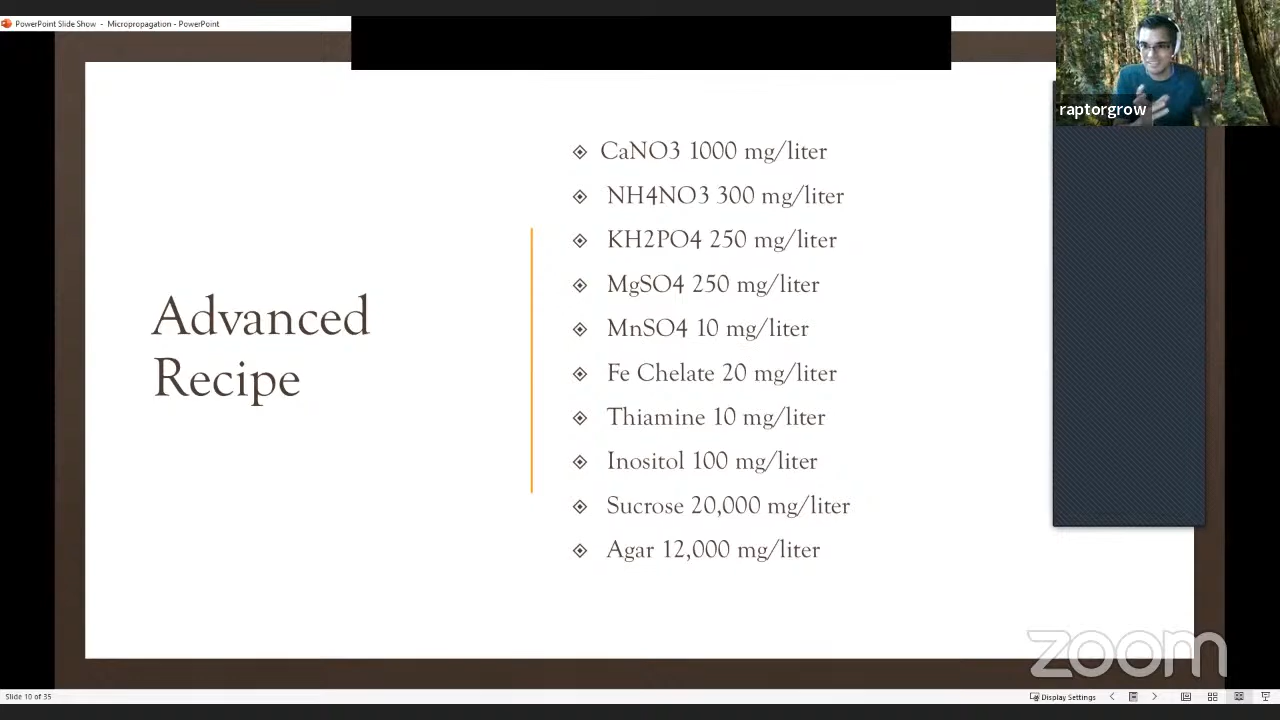 PowerPoint Slide Show - Micropropagation - PowerPoint
raptorgrow
Advanced
Recipe
CaNO3 1000 mg/liter
NH4NO3 300 mg/liter
KH2PO4 250 mg/liter
MgSO4 250 mg/liter
MnSO4 10 mg/liter
Fe Chelate 20 mg/liter
Thiamine 10 mg/liter
Inositol 100 mg/liter
Sucrose 20,000 mg/liter
Agar 12,000 mg/liter
zoom
Slide 10 of 35
Display Settings